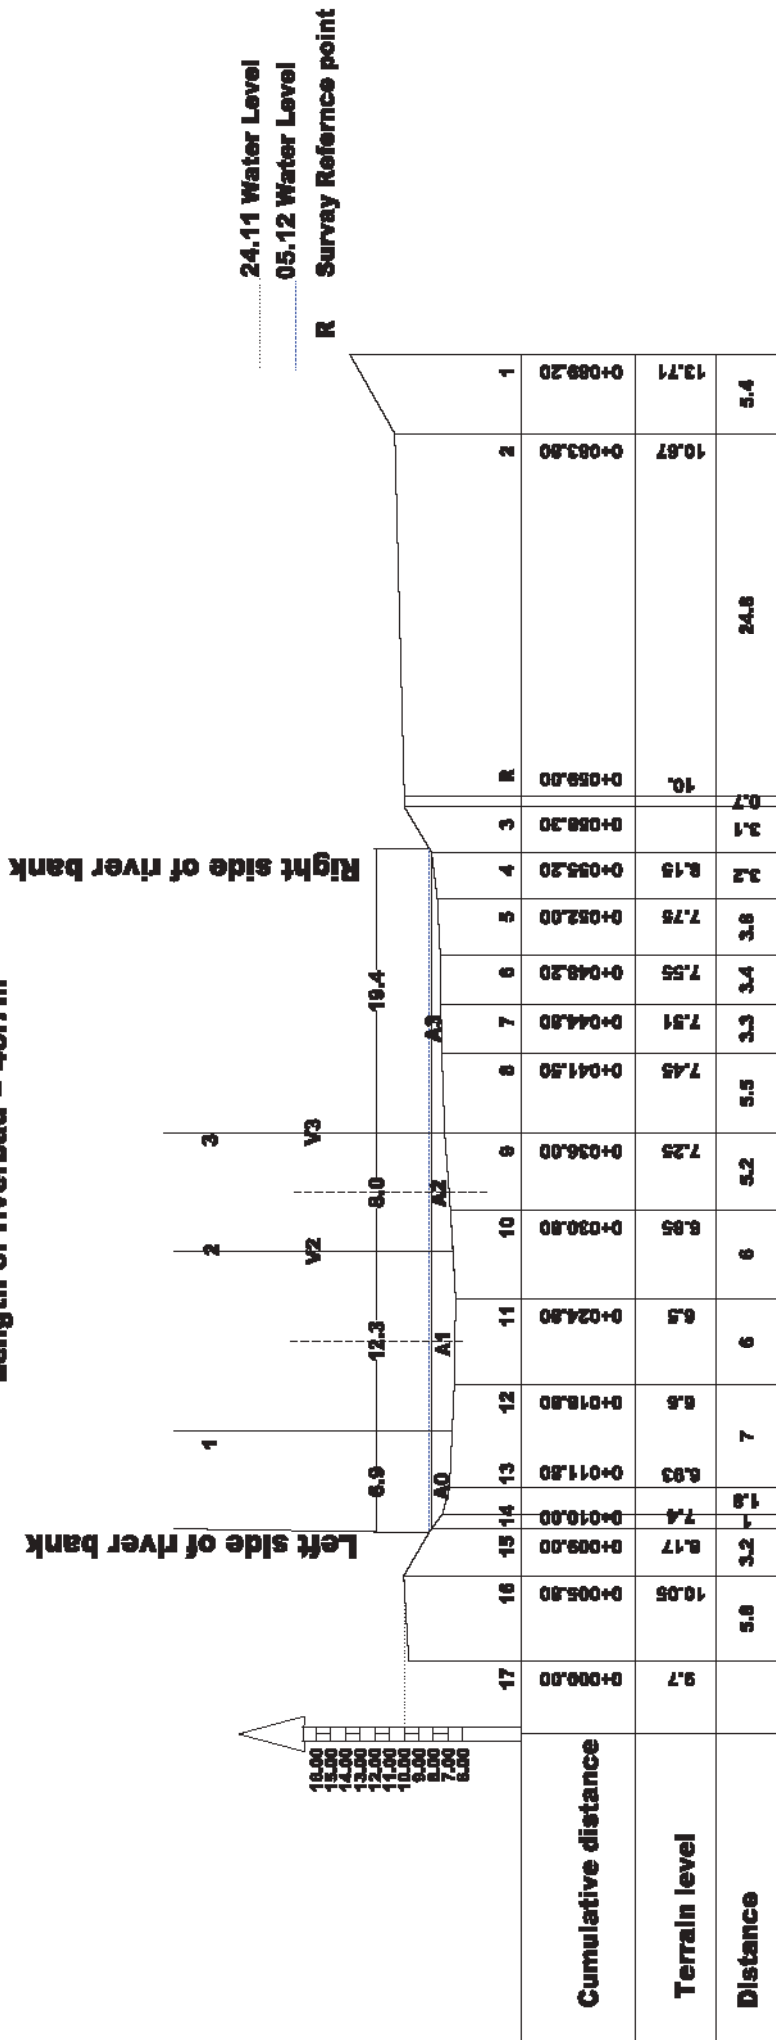 24.11 Water Level
05.12 Water Level
R Survay Refernce point
Left side of river bank
Right side of river bank
1 2 3
V2 V3
6.9 12.3 8.0 19.4
A0 A1 A2 A3
16.00
15.00
14.00
13.00
12.00
11.00
10.00
9.00
8.00
7.00
6.00
17 16 15 14 13 12 11 10 9 8 7 6 5 4 3 R 2 1
Cumulative distance 0+000.00 0+005.80 0+009.00 0+010.00 0+011.80 0+018.80 0+024.80 0+030.80 0+036.00 0+041.50 0+044.80 0+048.20 0+052.00 0+055.20 0+058.30 0+059.00 0+083.80 0+089.20
Terrain level 9.7 10.05 8.17 7.4 6.93 6.6 6.5 6.85 7.25 7.45 7.51 7.55 7.75 8.15 10. 10.67 13.71
Distance 5.8 3.2 1 1.8 7 6 6 5.2 5.5 3.3 3.4 3.8 3.2 3.1 0.7 24.8 5.4